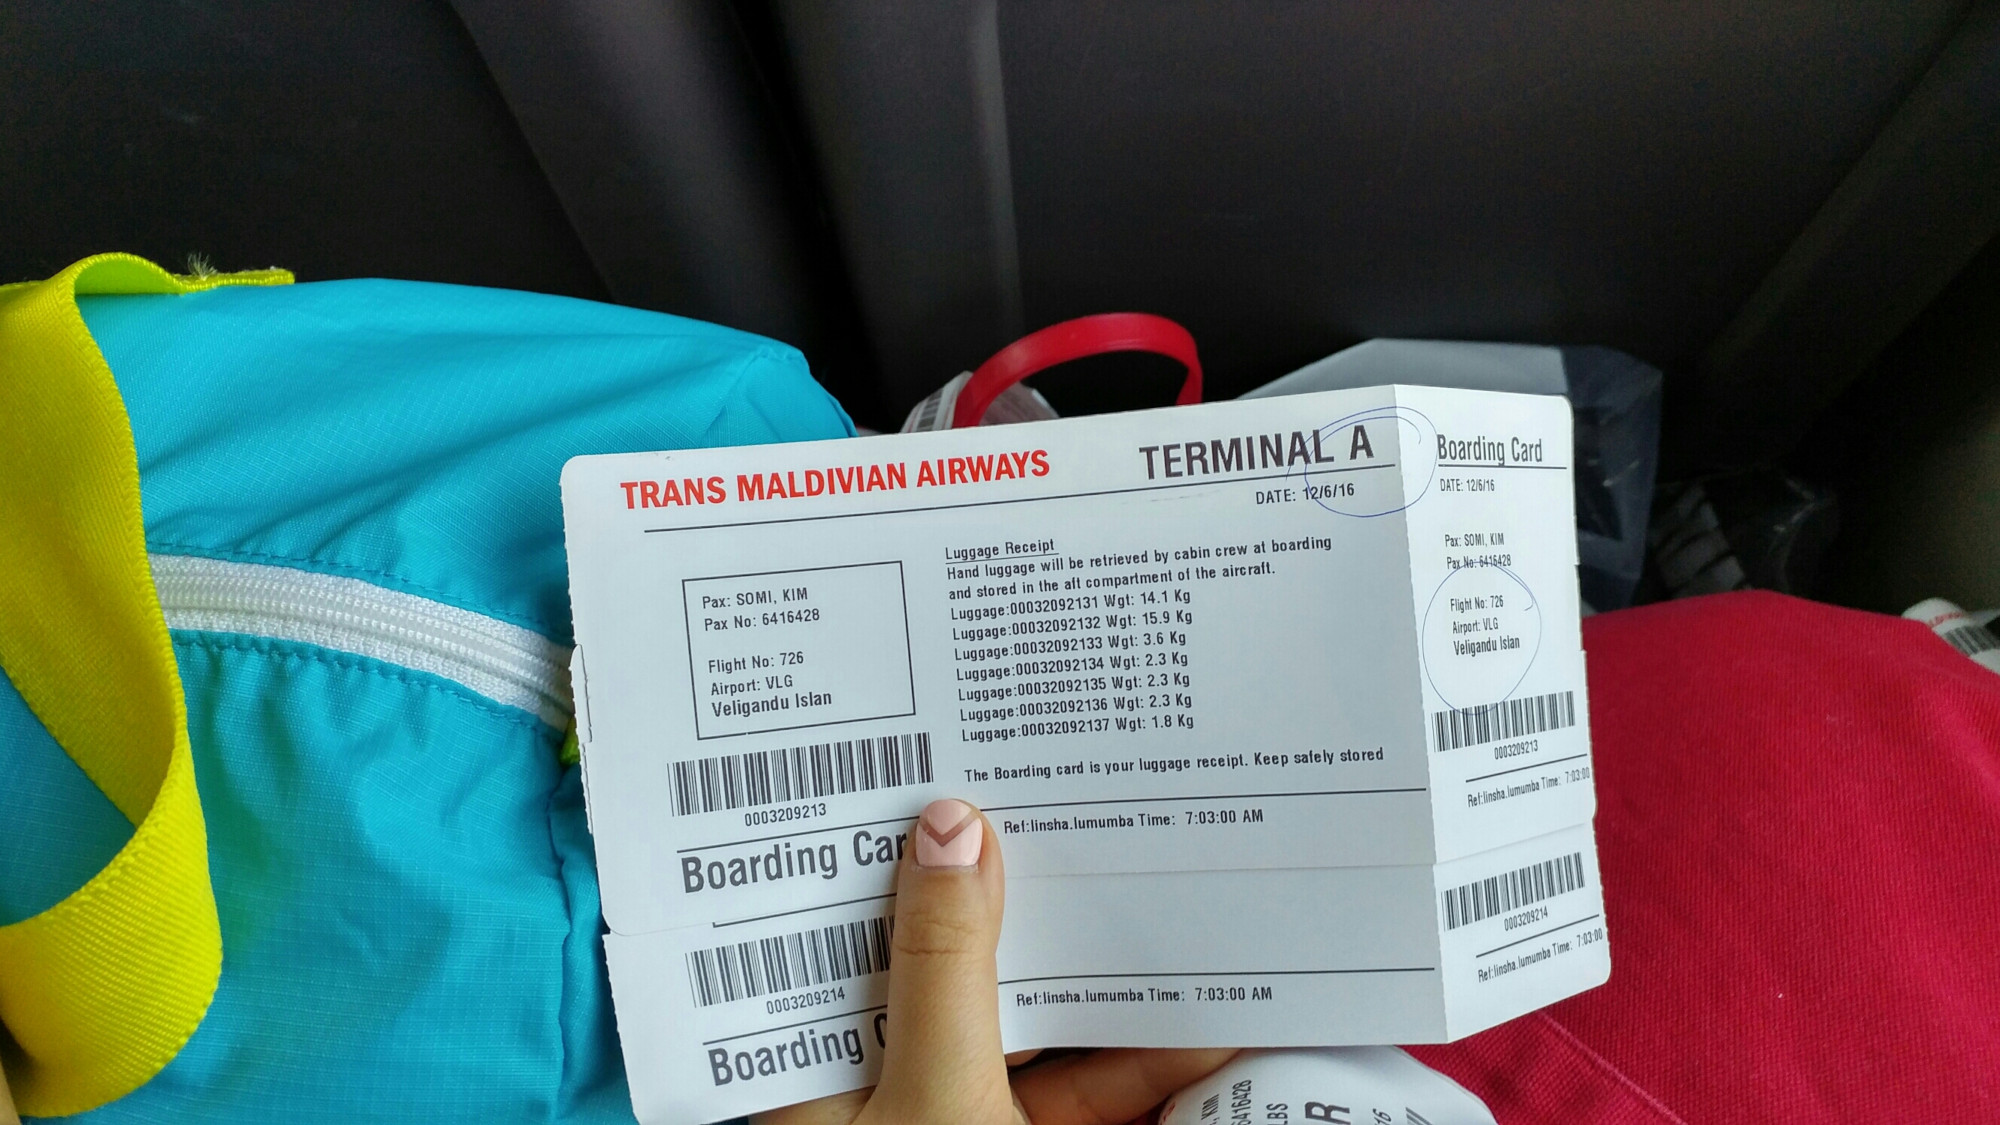 TRANS MALDIVIAN AIRWAYS
TERMINAL A
DATE: 12/6/16
Pax: SOMI, KIM
Pax No: 6416428
Flight No: 726
Airport: VLG
Veligandu Islan
0003209213
Boarding Car
Luggage Receipt
Hand luggage will be retrieved by cabin crew at boarding
and stored in the aft compartment of the aircraft.
Luggage:00032092131 Wgt: 14.1 Kg
Luggage:00032092132 Wgt: 15.9 Kg
Luggage:00032092133 Wgt: 3.6 Kg
Luggage:00032092134 Wgt: 2.3 Kg
Luggage:00032092135 Wgt: 2.3 Kg
Luggage:00032092136 Wgt: 2.3 Kg
Luggage:00032092137 Wgt: 1.8 Kg
The Boarding card is your luggage receipt. Keep safely stored
Ref:linsha.lumumba Time: 7:03:00 AM
Boarding Card
DATE: 12/6/16
Pax: SOMI, KIM
Pax No: 6416428
Flight No: 726
Airport: VLG
Veligandu Islan
0003209213
Ref:linsha.lumumba Time: 7:03:00
0003209214
Boarding
Ref:linsha.lumumba Time: 7:03:00 AM
0003209214
Ref:linsha.lumumba Time: 7:03:00
KIM
6416428
LBS